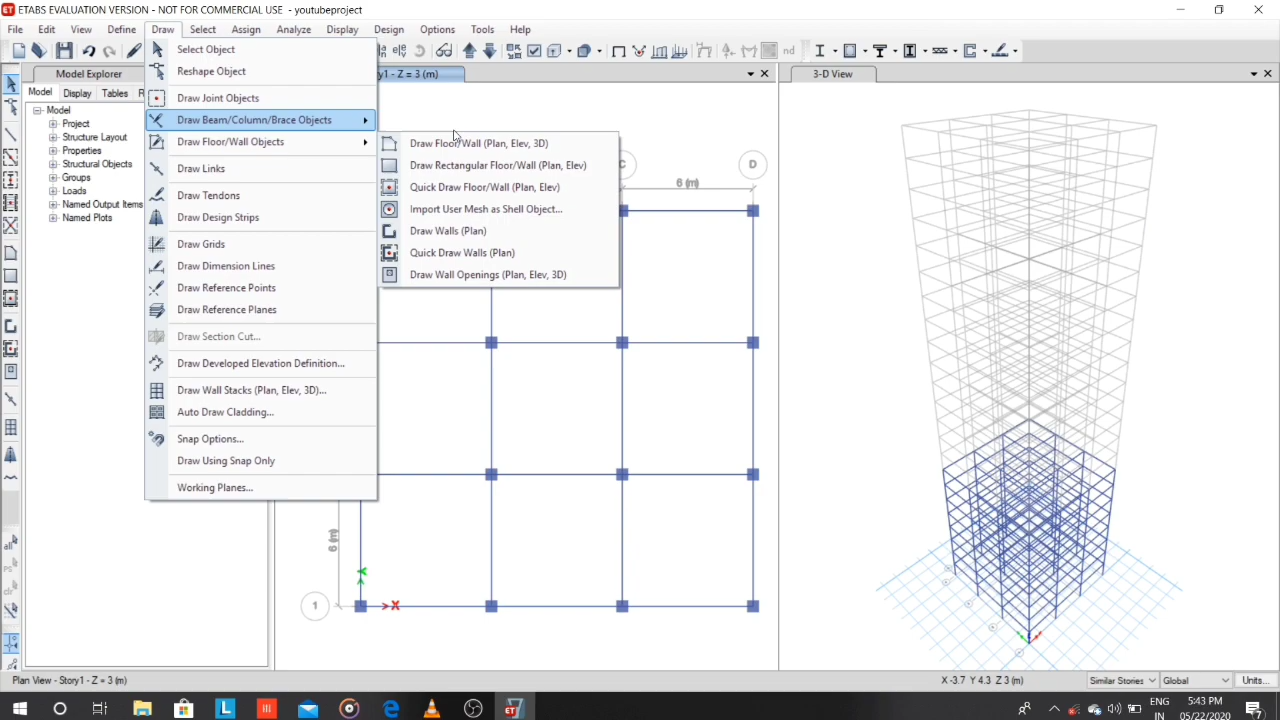 ETABS EVALUATION VERSION - NOT FOR COMMERCIAL USE - youtubeproject
File Edit View Define Draw Select Assign Analyze Display Design Options Tools Help
nd
Model Explorer
y1 - Z = 3 (m)
3-D View
Model Display Tables R
Model
Project
Structure Layout
Properties
Structural Objects
Groups
Loads
Named Output Items
Named Plots
Select Object
Reshape Object
Draw Joint Objects
Draw Beam/Column/Brace Objects
Draw Floor/Wall Objects
Draw Links
Draw Tendons
Draw Design Strips
Draw Grids
Draw Dimension Lines
Draw Reference Points
Draw Reference Planes
Draw Section Cut...
Draw Developed Elevation Definition...
Draw Wall Stacks (Plan, Elev, 3D)...
Auto Draw Cladding...
Snap Options...
Draw Using Snap Only
Working Planes...
Draw Floor/Wall (Plan, Elev, 3D)
Draw Rectangular Floor/Wall (Plan, Elev)
Quick Draw Floor/Wall (Plan, Elev)
Import User Mesh as Shell Object...
Draw Walls (Plan)
Quick Draw Walls (Plan)
Draw Wall Openings (Plan, Elev, 3D)
C
D
6 (m)
6 (m)
1
X
all
PS
clr
Plan View - Story1 - Z = 3 (m)
X -3.7 Y 4.3 Z 3 (m)
Similar Stories
Global
Units...
ENG
IN
5:43 PM
05/22/2020
7